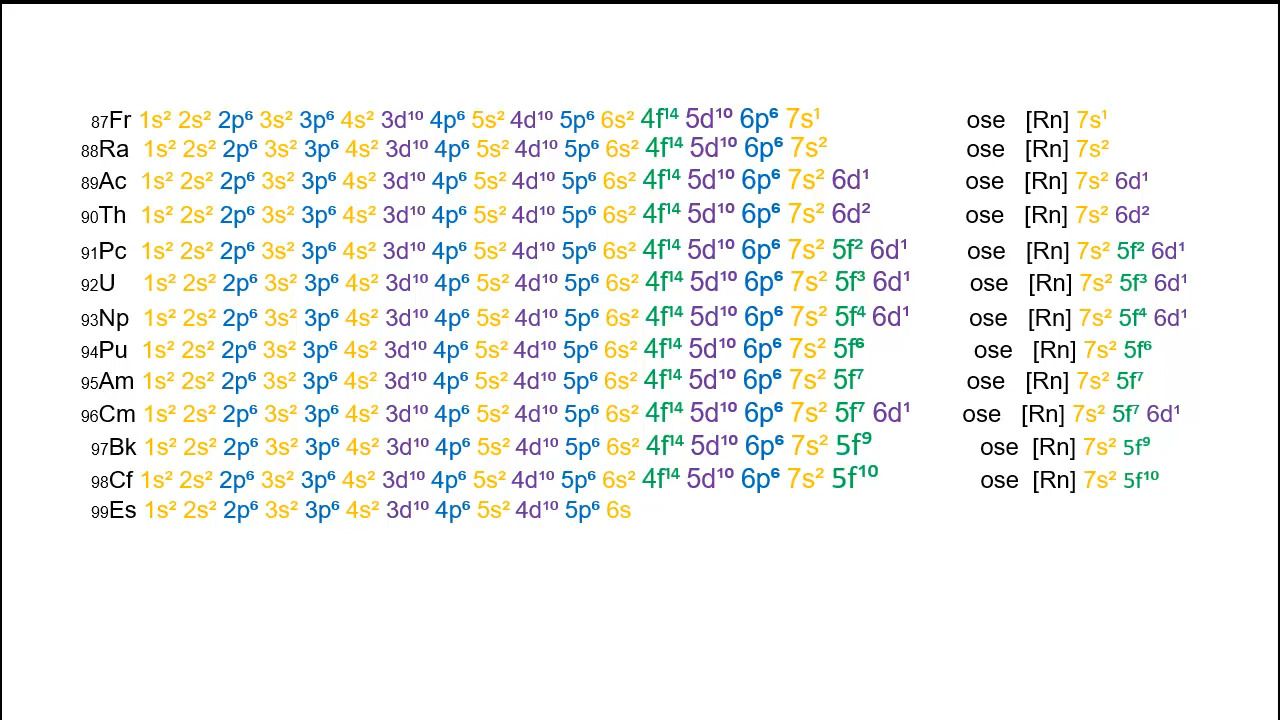 ₈₇Fr 1s² 2s² 2p⁶ 3s² 3p⁶ 4s² 3d¹⁰ 4p⁶ 5s² 4d¹⁰ 5p⁶ 6s² 4f¹⁴ 5d¹⁰ 6p⁶ 7s¹ ose [Rn] 7s¹
₈₈Ra 1s² 2s² 2p⁶ 3s² 3p⁶ 4s² 3d¹⁰ 4p⁶ 5s² 4d¹⁰ 5p⁶ 6s² 4f¹⁴ 5d¹⁰ 6p⁶ 7s² ose [Rn] 7s²
₈₉Ac 1s² 2s² 2p⁶ 3s² 3p⁶ 4s² 3d¹⁰ 4p⁶ 5s² 4d¹⁰ 5p⁶ 6s² 4f¹⁴ 5d¹⁰ 6p⁶ 7s² 6d¹ ose [Rn] 7s² 6d¹
₉₀Th 1s² 2s² 2p⁶ 3s² 3p⁶ 4s² 3d¹⁰ 4p⁶ 5s² 4d¹⁰ 5p⁶ 6s² 4f¹⁴ 5d¹⁰ 6p⁶ 7s² 6d² ose [Rn] 7s² 6d²
₉₁Pc 1s² 2s² 2p⁶ 3s² 3p⁶ 4s² 3d¹⁰ 4p⁶ 5s² 4d¹⁰ 5p⁶ 6s² 4f¹⁴ 5d¹⁰ 6p⁶ 7s² 5f² 6d¹ ose [Rn] 7s² 5f² 6d¹
₉₂U 1s² 2s² 2p⁶ 3s² 3p⁶ 4s² 3d¹⁰ 4p⁶ 5s² 4d¹⁰ 5p⁶ 6s² 4f¹⁴ 5d¹⁰ 6p⁶ 7s² 5f³ 6d¹ ose [Rn] 7s² 5f³ 6d¹
₉₃Np 1s² 2s² 2p⁶ 3s² 3p⁶ 4s² 3d¹⁰ 4p⁶ 5s² 4d¹⁰ 5p⁶ 6s² 4f¹⁴ 5d¹⁰ 6p⁶ 7s² 5f⁴ 6d¹ ose [Rn] 7s² 5f⁴ 6d¹
₉₄Pu 1s² 2s² 2p⁶ 3s² 3p⁶ 4s² 3d¹⁰ 4p⁶ 5s² 4d¹⁰ 5p⁶ 6s² 4f¹⁴ 5d¹⁰ 6p⁶ 7s² 5f⁶ ose [Rn] 7s² 5f⁶
₉₅Am 1s² 2s² 2p⁶ 3s² 3p⁶ 4s² 3d¹⁰ 4p⁶ 5s² 4d¹⁰ 5p⁶ 6s² 4f¹⁴ 5d¹⁰ 6p⁶ 7s² 5f⁷ ose [Rn] 7s² 5f⁷
₉₆Cm 1s² 2s² 2p⁶ 3s² 3p⁶ 4s² 3d¹⁰ 4p⁶ 5s² 4d¹⁰ 5p⁶ 6s² 4f¹⁴ 5d¹⁰ 6p⁶ 7s² 5f⁷ 6d¹ ose [Rn] 7s² 5f⁷ 6d¹
₉₇Bk 1s² 2s² 2p⁶ 3s² 3p⁶ 4s² 3d¹⁰ 4p⁶ 5s² 4d¹⁰ 5p⁶ 6s² 4f¹⁴ 5d¹⁰ 6p⁶ 7s² 5f⁹ ose [Rn] 7s² 5f⁹
₉₈Cf 1s² 2s² 2p⁶ 3s² 3p⁶ 4s² 3d¹⁰ 4p⁶ 5s² 4d¹⁰ 5p⁶ 6s² 4f¹⁴ 5d¹⁰ 6p⁶ 7s² 5f¹⁰ ose [Rn] 7s² 5f¹⁰
₉₉Es 1s² 2s² 2p⁶ 3s² 3p⁶ 4s² 3d¹⁰ 4p⁶ 5s² 4d¹⁰ 5p⁶ 6s